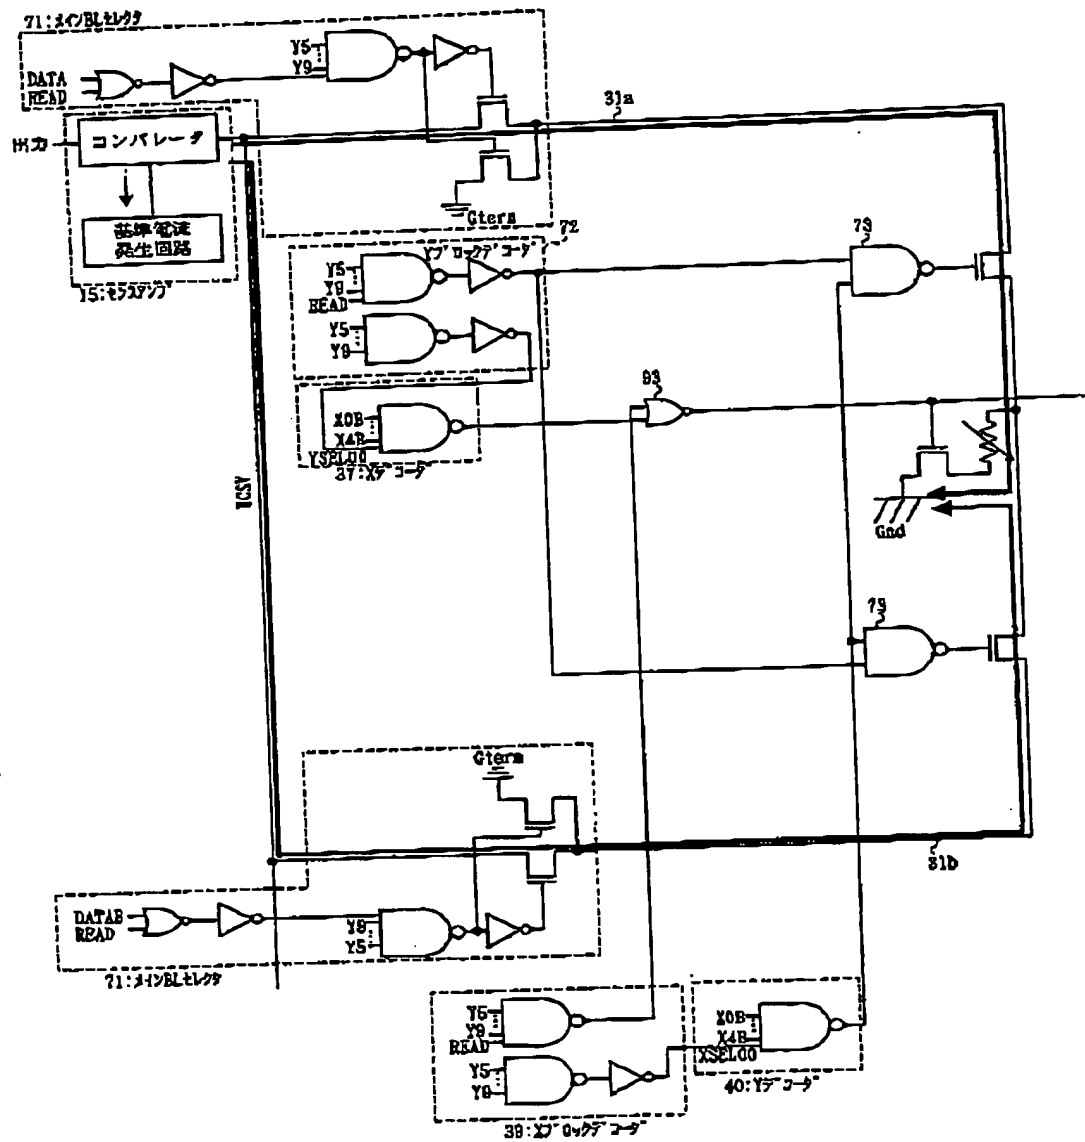 71:メインBLセレクタ
Y5
Y9
DATA
READ
31a
出力
コンパレータ
Gterm
72
基準電流
発生回路
15:センスアンプ
Yブロックデコーダ
Y5
Y9
READ
Y5
Y9
73
93
X0B
X4B
YSEL00
37:Xデコーダ
Gnd
73
Gterm
31b
DATAB
READ
Y9
Y5
71:メインBLセレクタ
Y5
Y9
READ
Y5
Y9
X0B
X4B
XSEL00
40:Yデコーダ
39:Xブロックデコーダ